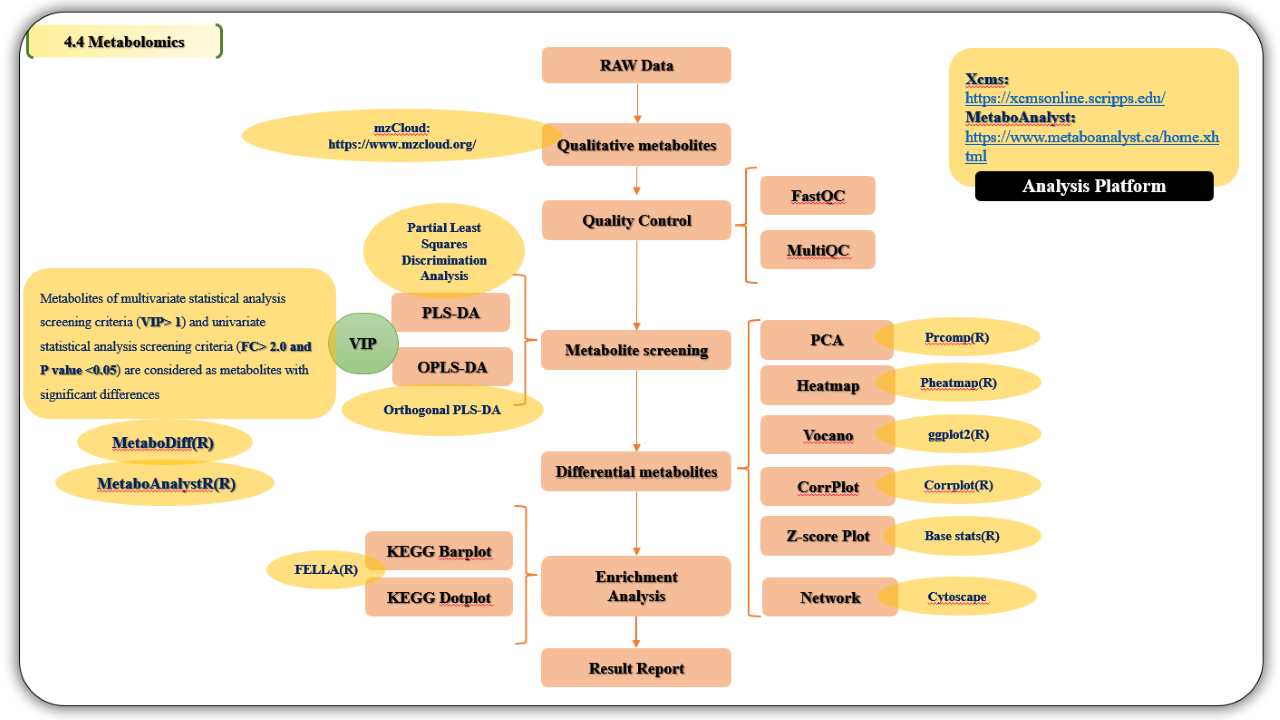 4.4 Metabolomics
RAW Data
Xcms:
https://xcmsonline.scripps.edu/
MetaboAnalyst:
https://www.metaboanalyst.ca/home.xh
tml
Analysis Platform
mzCloud:
https://www.mzcloud.org/
Qualitative metabolites
Quality Control
FastQC
MultiQC
Partial Least
Squares
Discrimination
Analysis
PLS-DA
VIP
OPLS-DA
Orthogonal PLS-DA
Metabolites of multivariate statistical analysis
screening criteria (VIP> 1) and univariate
statistical analysis screening criteria (FC> 2.0 and
P value <0.05) are considered as metabolites with
significant differences
MetaboDiff(R)
MetaboAnalystR(R)
Metabolite screening
PCA
Prcomp(R)
Heatmap
Pheatmap(R)
Vocano
ggplot2(R)
Differential metabolites
CorrPlot
Corrplot(R)
Z-score Plot
Base stats(R)
Network
Cytoscape
KEGG Barplot
FELLA(R)
KEGG Dotplot
Enrichment
Analysis
Result Report